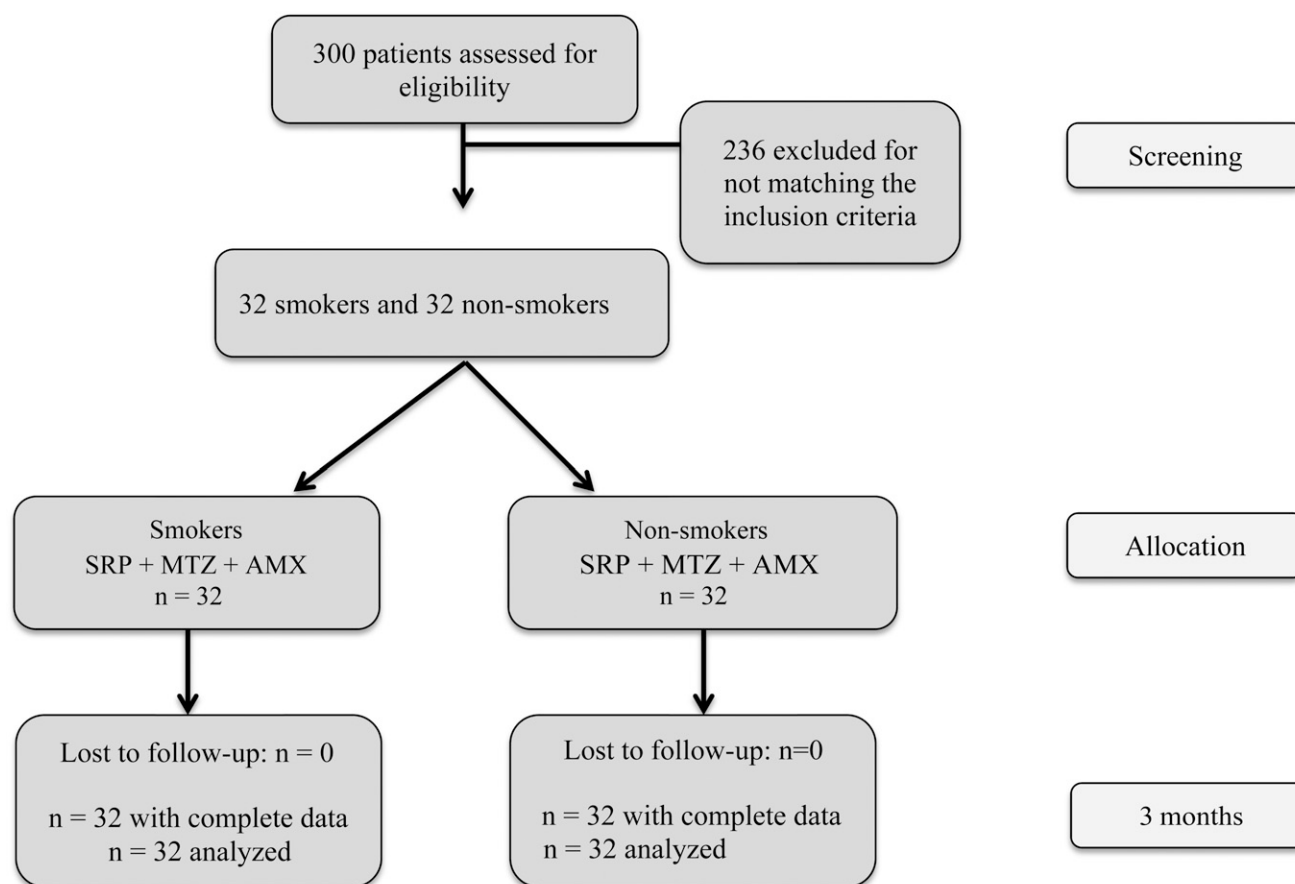 300 patients assessed for
eligibility
236 excluded for
not matching the
inclusion criteria
Screening
32 smokers and 32 non-smokers
Smokers
SRP + MTZ + AMX
n = 32
Non-smokers
SRP + MTZ + AMX
n = 32
Allocation
Lost to follow-up: n = 0
n = 32 with complete data
n = 32 analyzed
Lost to follow-up: n=0
n = 32 with complete data
n = 32 analyzed
3 months